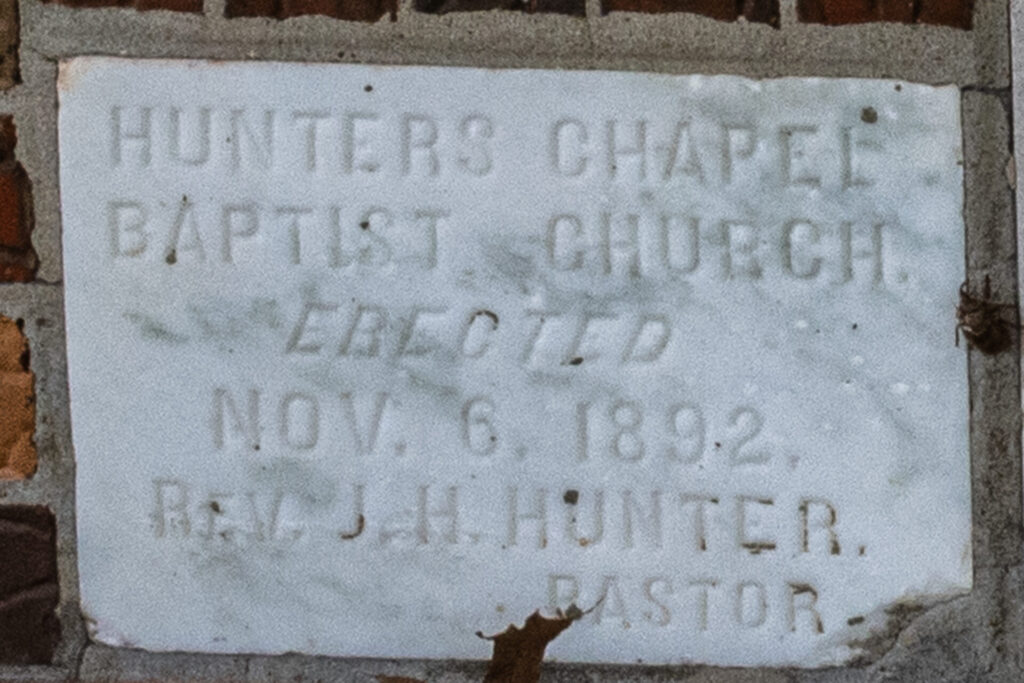 HUNTERS CHAPEL
BAPTIST CHURCH.
ERECTED
NOV. 6. 1892.
REV. J. H. HUNTER.
PASTOR.